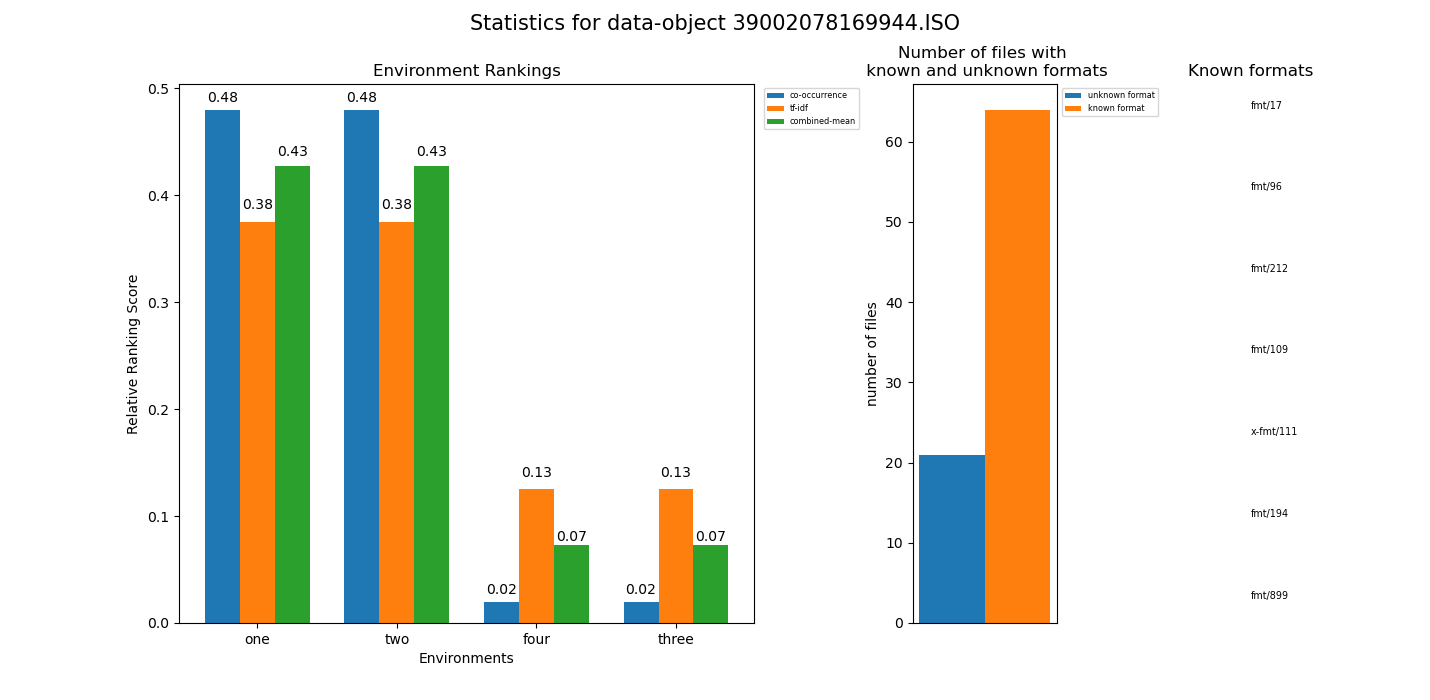 Statistics for data-object 39002078169944.ISO
Environment Rankings
0.5
0.4
0.3
0.2
0.1
0.0
Relative Ranking Score
0.48
0.38
0.43
0.48
0.38
0.43
0.02
0.13
0.07
0.02
0.13
0.07
one
two
four
three
Environments
co-occurrence
tf-idf
combined-mean
Number of files with
known and unknown formats
60
50
40
30
20
10
0
number of files
unknown format
known format
Known formats
fmt/17
fmt/96
fmt/212
fmt/109
x-fmt/111
fmt/194
fmt/899